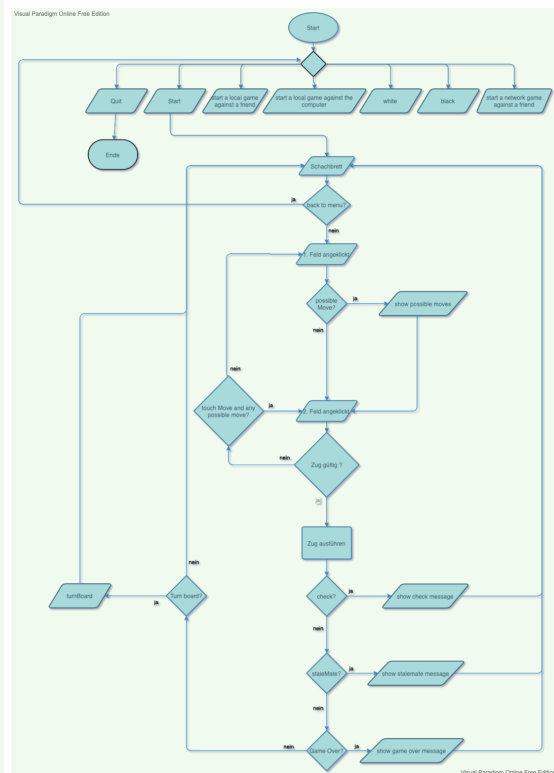 Visual Paradigm Online Free Edition
Start
Quit
Start
start a local game
against a friend
start a local game against the
computer
white
black
start a network game
against a friend
Ende
Schachbrett
ja
back to menu?
nein
1. Feld angeklickt
possible
Move?
ja
show possible moves
nein
nein
touch Move and any
possible move?
ja
2. Feld angeklickt
nein
Zug gültig ?
ja
Zug ausführen
nein
turnBoard
ja
Turn board?
check?
ja
show check message
nein
staleMate?
ja
show stalemate message
nein
nein
Game Over?
ja
show game over message
Visual Paradigm Online Free Edition